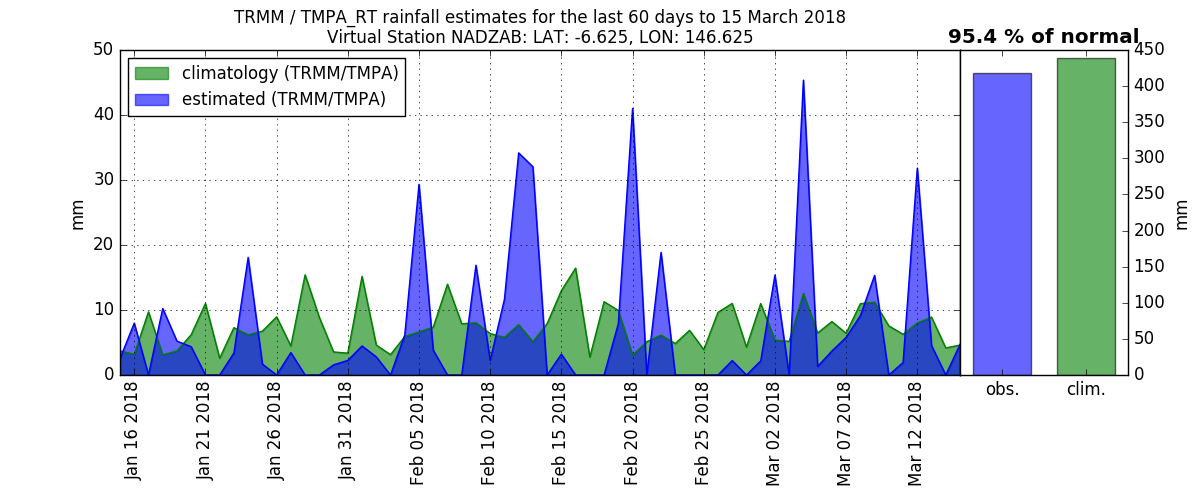 TRMM / TMPA_RT rainfall estimates for the last 60 days to 15 March 2018
Virtual Station NADZAB: LAT: -6.625, LON: 146.625
95.4 % of normal
climatology (TRMM/TMPA)
estimated (TRMM/TMPA)
mm
50
40
30
20
10
0
Jan 16 2018
Jan 21 2018
Jan 26 2018
Jan 31 2018
Feb 05 2018
Feb 10 2018
Feb 15 2018
Feb 20 2018
Feb 25 2018
Mar 02 2018
Mar 07 2018
Mar 12 2018
obs.
clim.
450
400
350
300
250
200
150
100
50
0
mm